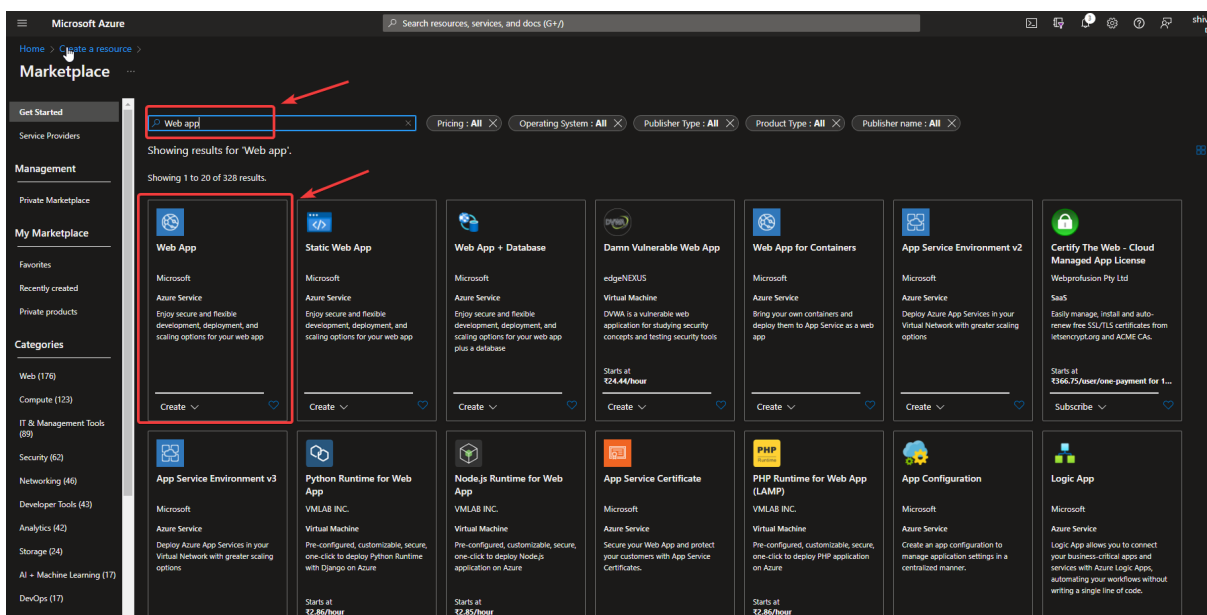 Microsoft Azure
Search resources, services, and docs (G+/)
1
shiv
Home > Create a resource >
Marketplace ...
Get Started
Service Providers
Management
Private Marketplace
My Marketplace
Favorites
Recently created
Private products
Categories
Web (176)
Compute (123)
IT & Management Tools
(89)
Security (62)
Networking (46)
Developer Tools (43)
Analytics (42)
Storage (24)
AI + Machine Learning (17)
DevOps (17)
Web app
Pricing : All
Operating System : All
Publisher Type : All
Product Type : All
Publisher name : All
Showing results for 'Web app'.
Showing 1 to 20 of 328 results.
Web App
Microsoft
Azure Service
Enjoy secure and flexible
development, deployment, and
scaling options for your web app
Create
Static Web App
Microsoft
Azure Service
Enjoy secure and flexible
development, deployment, and
scaling options for your web app
Create
Web App + Database
Microsoft
Azure Service
Enjoy secure and flexible
development, deployment, and
scaling options for your web app
plus a database
Create
DVWA
Damn Vulnerable Web App
edgeNEXUS
Virtual Machine
DVWA is a vulnerable web
application for studying security
concepts and testing security tools
Starts at
₹24.44/hour
Create
Web App for Containers
Microsoft
Azure Service
Bring your own containers and
deploy them to App Service as a web
app
Create
App Service Environment v2
Microsoft
Azure Service
Deploy Azure App Services in your
Virtual Network with greater scaling
options
Create
Certify The Web - Cloud
Managed App License
Webprofusion Pty Ltd
SaaS
Easily manage, install and auto-
renew free SSL/TLS certificates from
letsencrypt.org and ACME CAs.
Starts at
₹366.75/user/one-payment for 1...
Subscribe
App Service Environment v3
Microsoft
Azure Service
Deploy Azure App Services in your
Virtual Network with greater scaling
options
Python Runtime for Web
App
VMLAB INC.
Virtual Machine
Pre-configured, customizable, secure,
one-click to deploy Python Runtime
with Django on Azure
Starts at
₹2.86/hour
Node.js Runtime for Web
App
VMLAB INC.
Virtual Machine
Pre-configured, customizable, secure,
one-click to deploy Node.js
application on Azure
Starts at
₹2.85/hour
App Service Certificate
Microsoft
Azure Service
Secure your Web App and protect
your customers with App Service
Certificates.
PHP
Runtime
PHP Runtime for Web App
(LAMP)
VMLAB INC.
Virtual Machine
Pre-configured, customizable, secure,
one-click to deploy PHP application
on Azure
Starts at
₹2.86/hour
App Configuration
Microsoft
Azure Service
Create an app configuration to
manage application settings in a
centralized manner.
Logic App
Microsoft
Azure Service
Logic App allows you to connect
your business-critical apps and
services with Azure Logic Apps,
automating your workflows without
writing a single line of code.